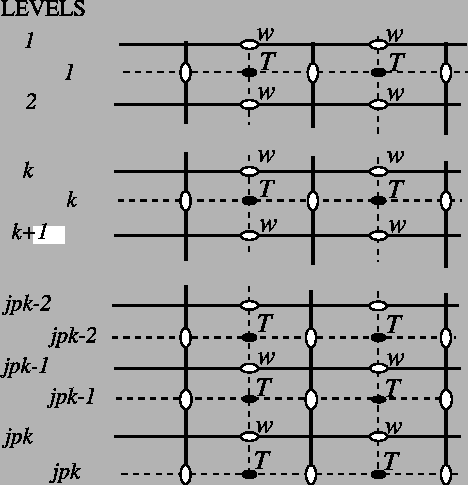 LEVELS
1 w w
1 T T
2 w w
k w w
k T T
k+1 w w
jpk-2
jpk-2 T T
jpk-1 w w
jpk-1 T T
jpk w w
jpk T T